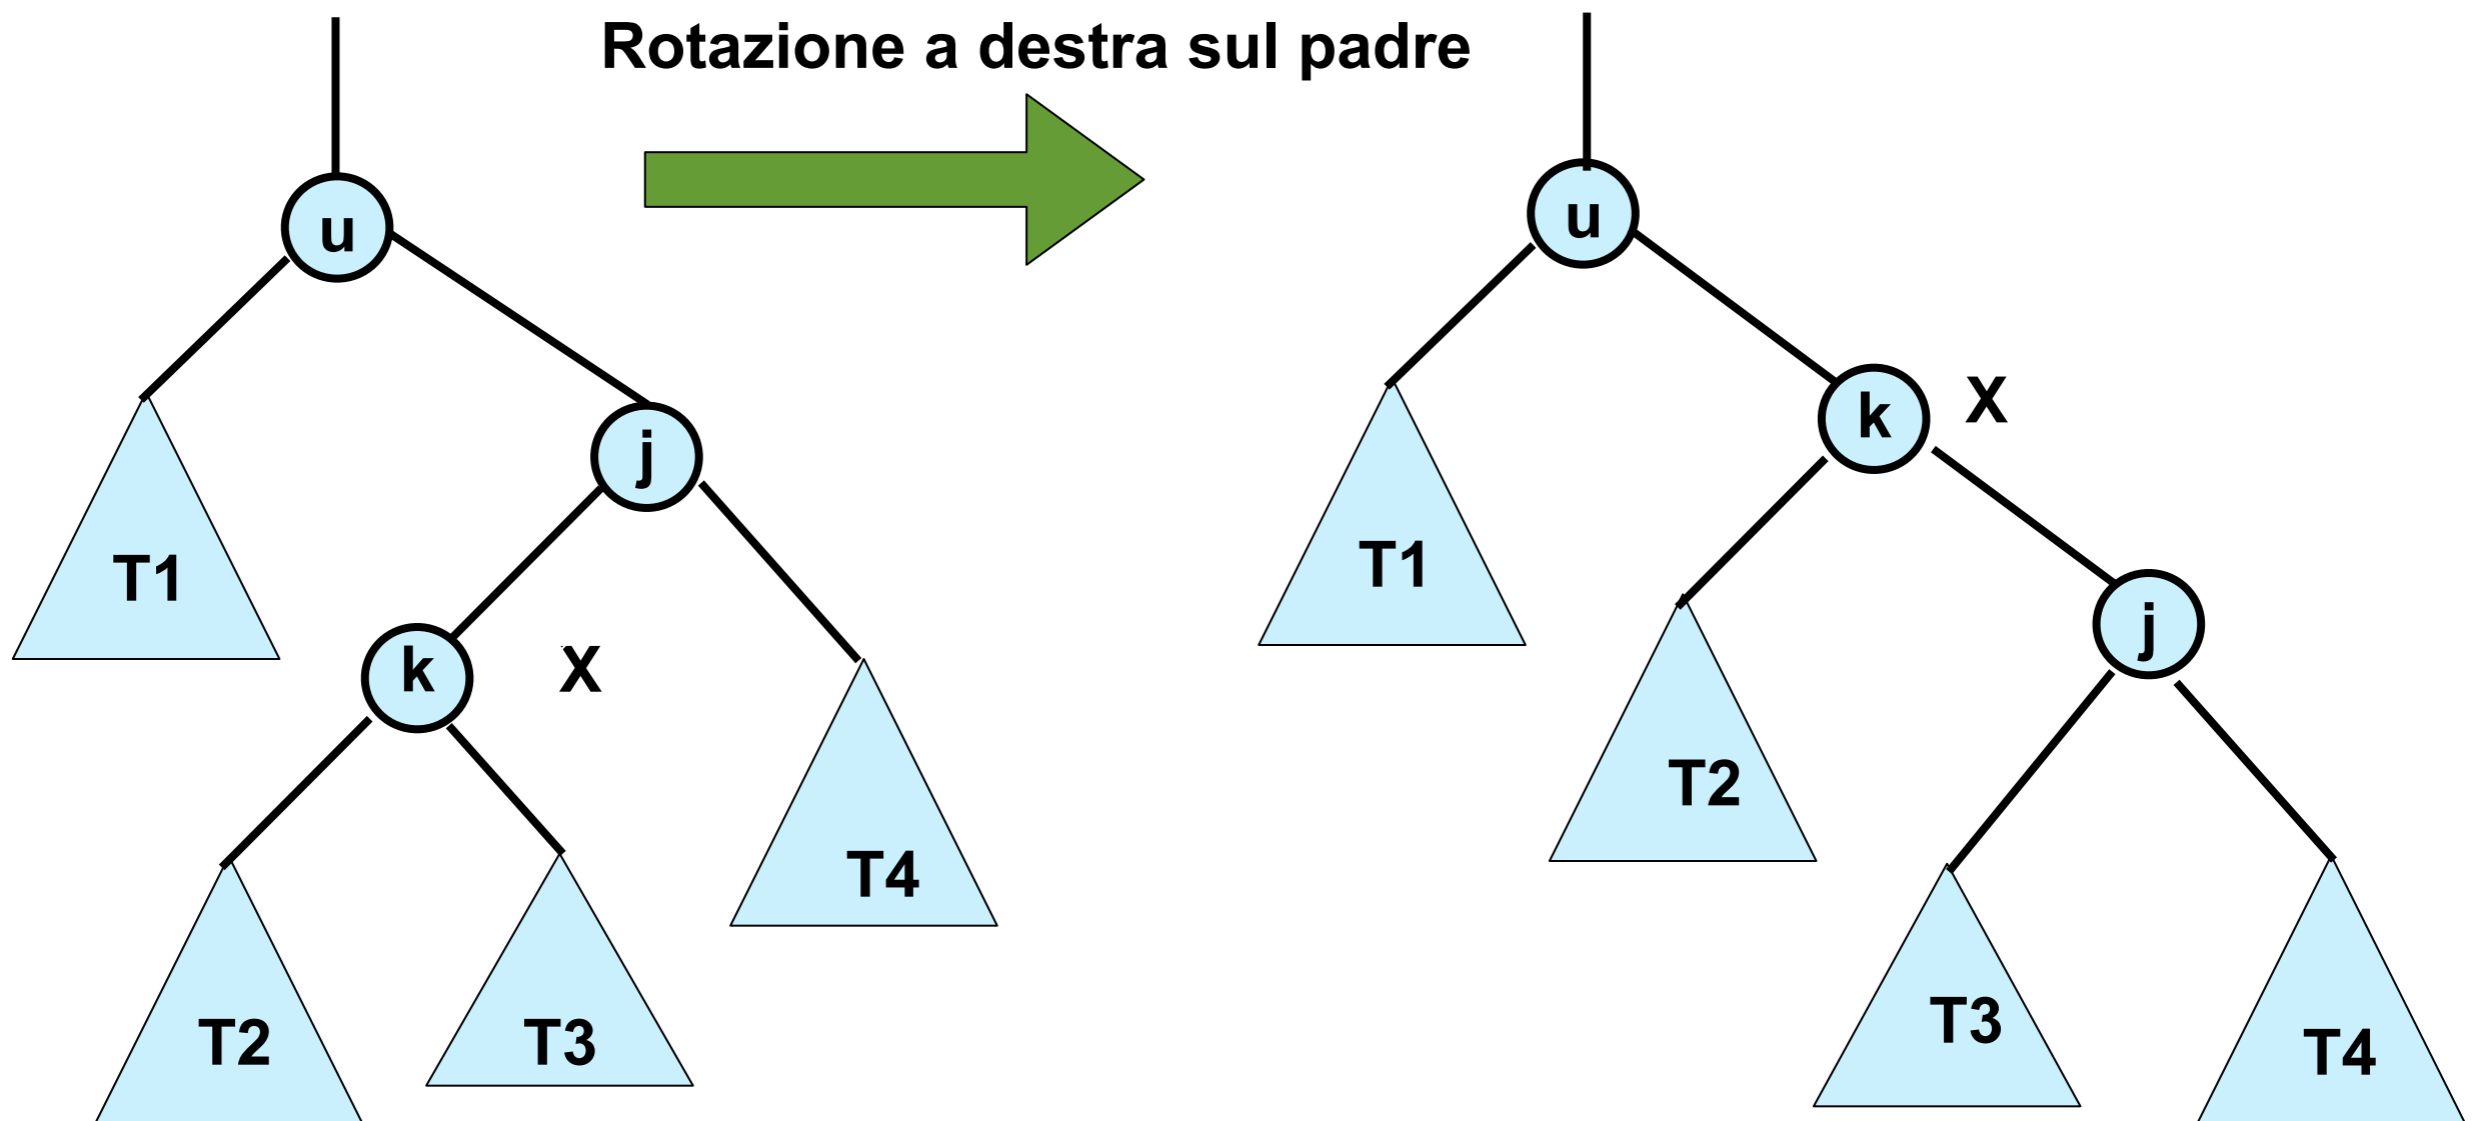 Rotazione a destra sul padre
u
j
T1
k
X
T4
T2
T3
u
k
X
T1
j
T2
T3
T4